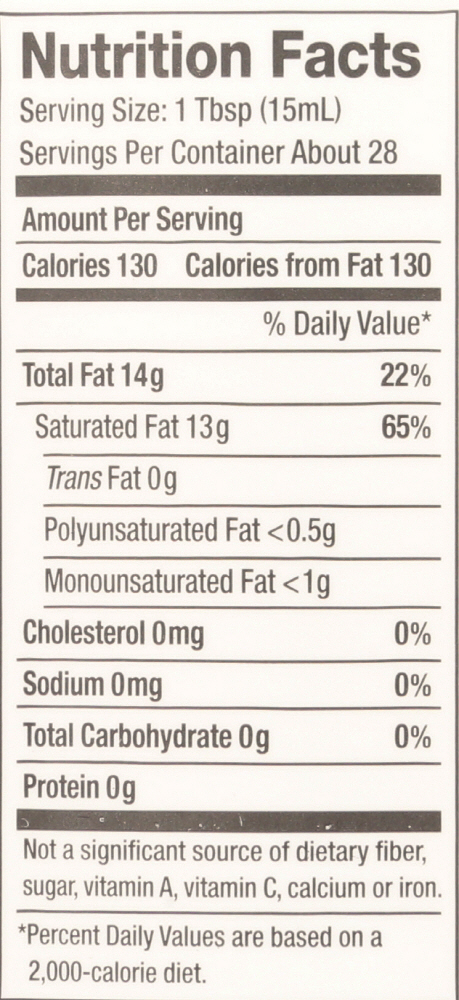 Nutrition Facts
Serving Size: 1 Tbsp (15mL)
Servings Per Container About 28
Amount Per Serving
Calories 130 Calories from Fat 130
% Daily Value*
Total Fat 14g 22%
Saturated Fat 13g 65%
Trans Fat 0g
Polyunsaturated Fat <0.5g
Monounsaturated Fat <1g
Cholesterol 0mg 0%
Sodium 0mg 0%
Total Carbohydrate 0g 0%
Protein 0g
Not a significant source of dietary fiber,
sugar, vitamin A, vitamin C, calcium or iron.
*Percent Daily Values are based on a
2,000-calorie diet.